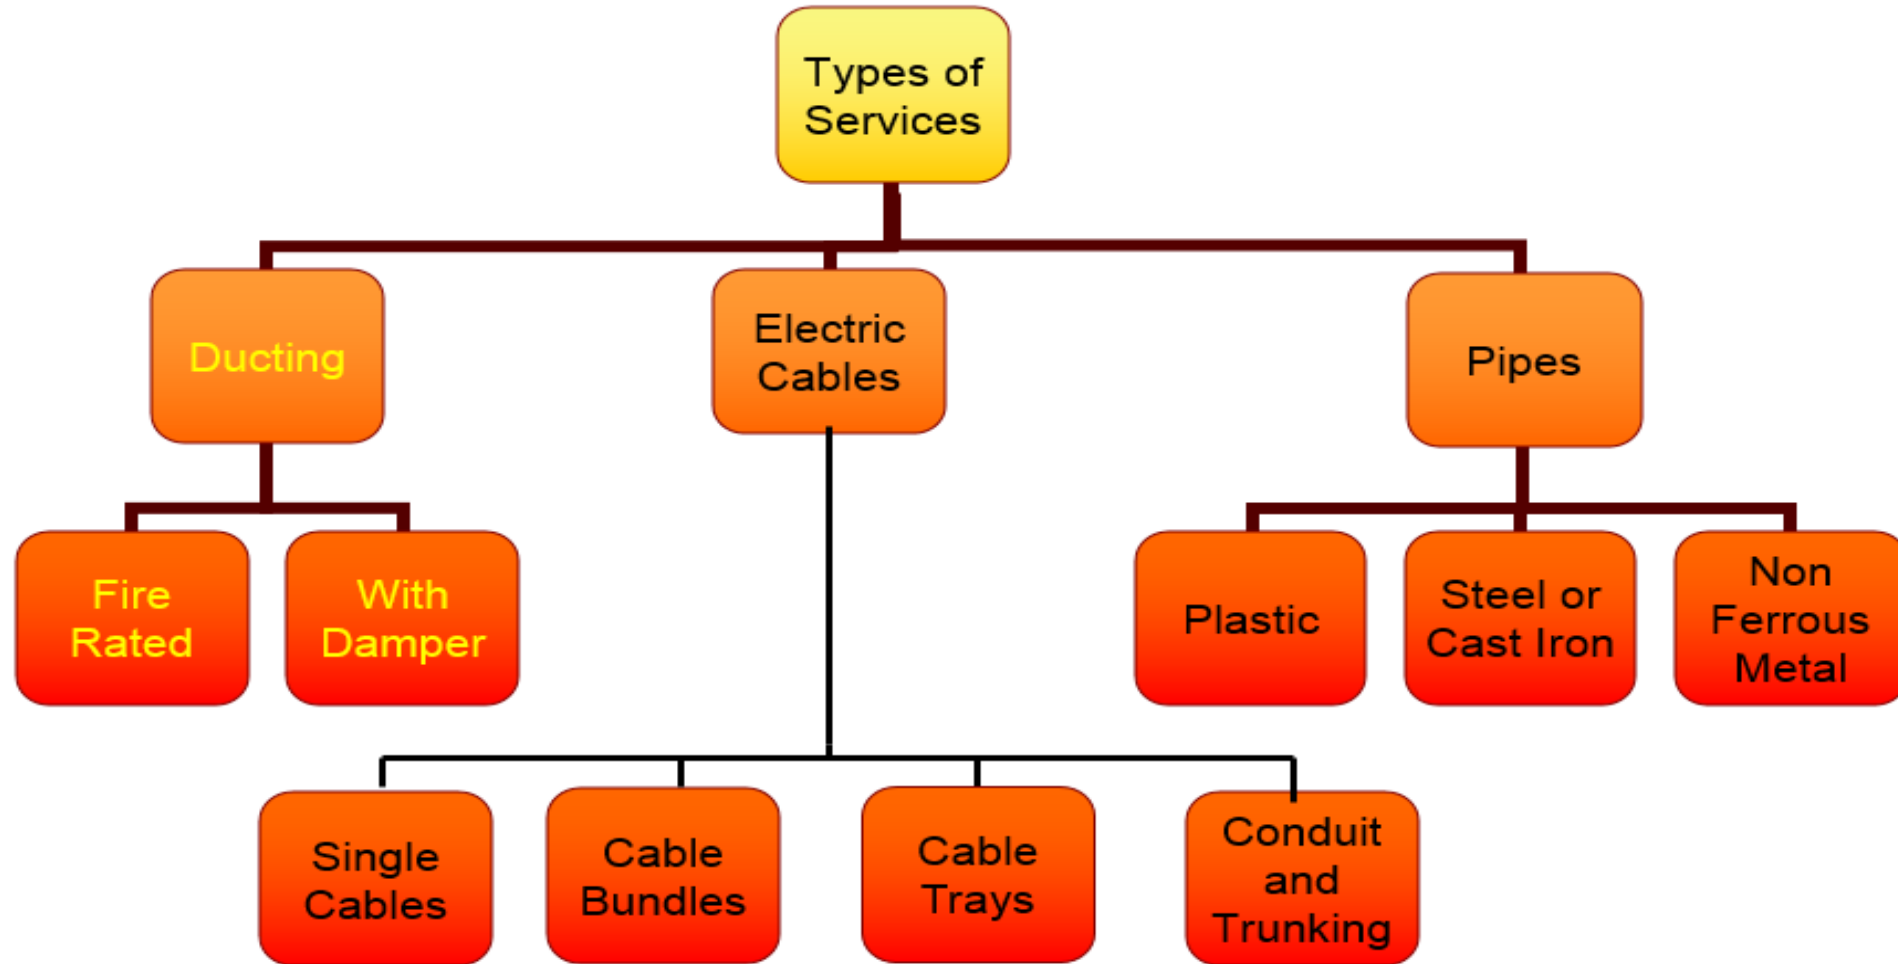 Types of
Services
Ducting
Electric
Cables
Pipes
Fire
Rated
With
Damper
Plastic
Steel or
Cast Iron
Non
Ferrous
Metal
Single
Cables
Cable
Bundles
Cable
Trays
Conduit
and
Trunking